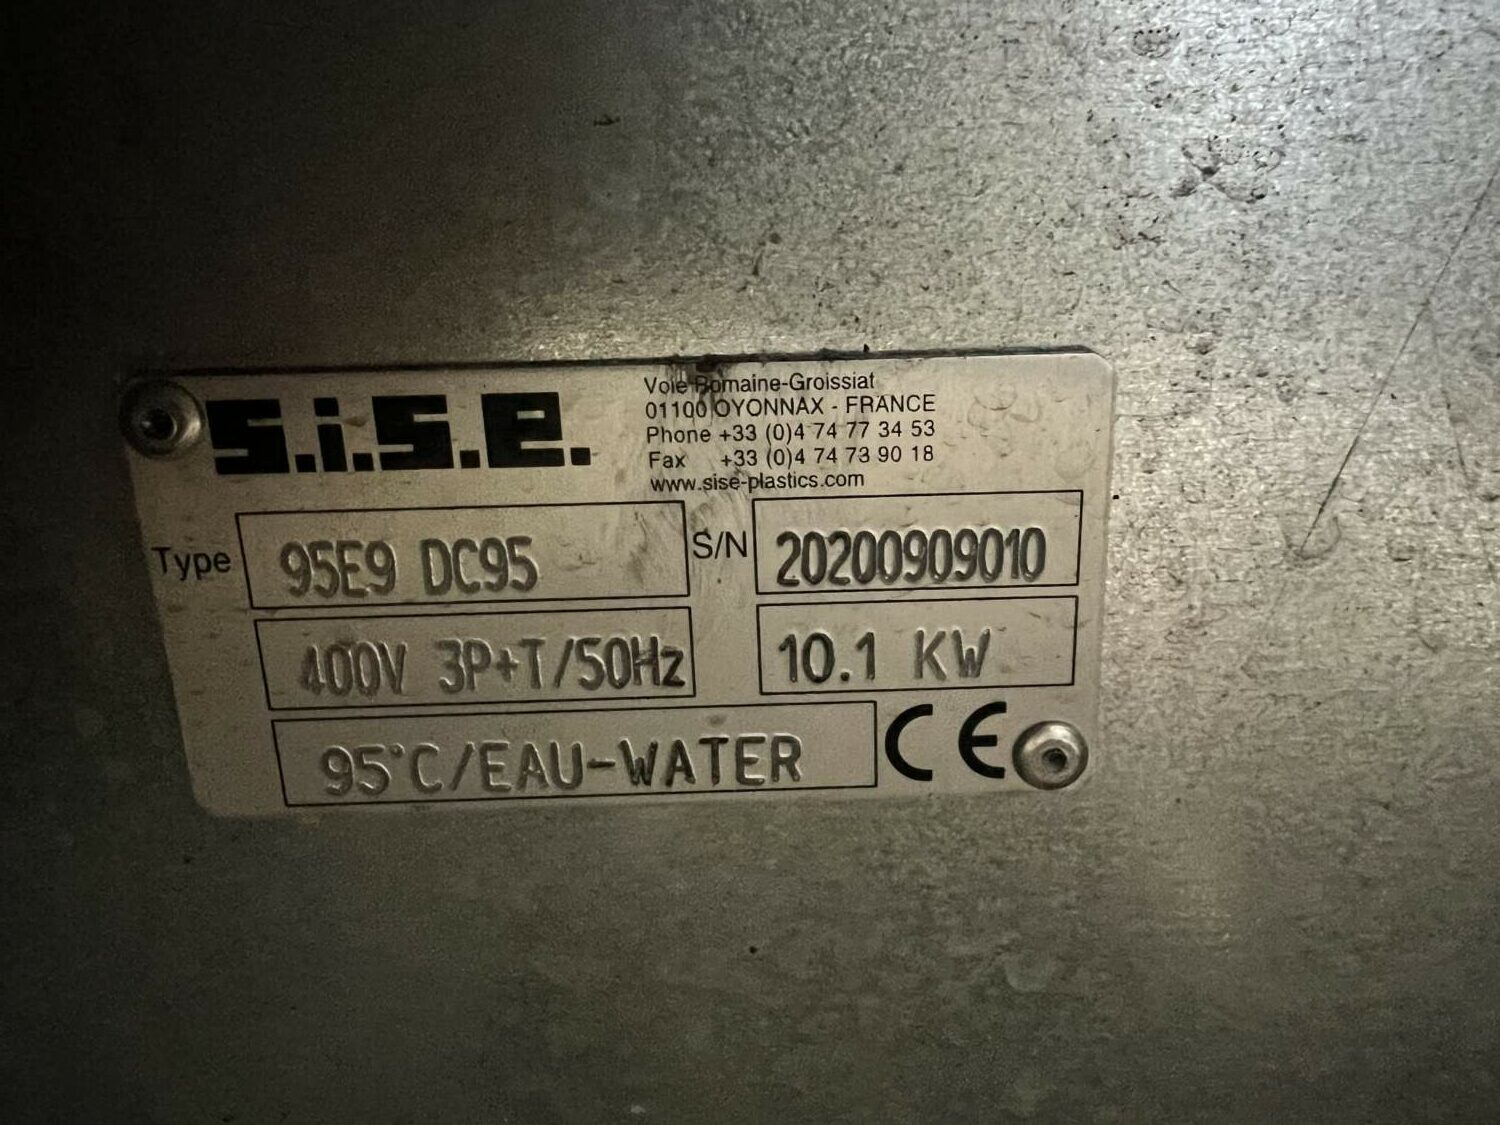 s.i.s.e.
Voie Romaine-Groissiat
01100 OYONNAX - FRANCE
Phone +33 (0)4 74 77 34 53
Fax +33 (0)4 74 73 90 18
www.sise-plastics.com
Type 95E9 DC95 S/N 20200909010
400V 3P+T/50Hz 10.1 KW
95°C/EAU-WATER CE